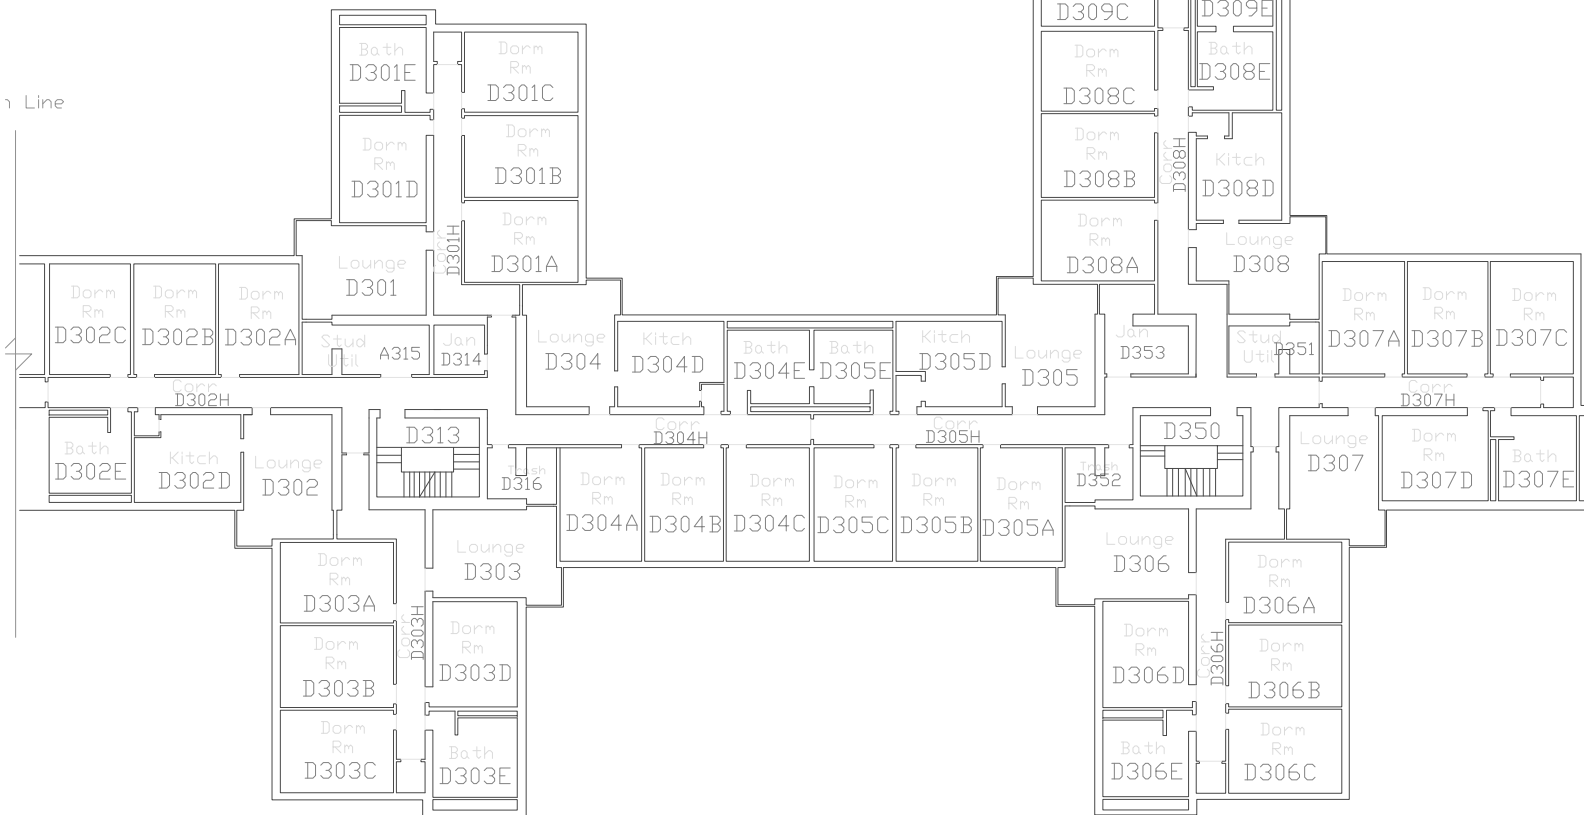 Line
Bath
D301E
Dorm
Rm
D301C
Dorm
Rm
D301D
Dorm
Rm
D301B
Dorm
Rm
D301A
Corr
D301H
Lounge
D301
D309C
D309E
Dorm
Rm
D308C
Bath
D308E
Dorm
Rm
D308B
Corr
D308H
Kitch
D308D
Dorm
Rm
D308A
Lounge
D308
Dorm
Rm
D302C
Dorm
Rm
D302B
Dorm
Rm
D302A
Stud
Util
A315
Jan
D314
Lounge
D304
Kitch
D304D
Bath
D304E
Bath
D305E
Kitch
D305D
Lounge
D305
Jan
D353
Stud
Util
D351
Dorm
Rm
D307A
Dorm
Rm
D307B
Dorm
Rm
D307C
Corr
D302H
Corr
D304H
Corr
D305H
Corr
D307H
Bath
D302E
Kitch
D302D
Lounge
D302
D313
Trash
D316
Dorm
Rm
D304A
Dorm
Rm
D304B
Dorm
Rm
D304C
Dorm
Rm
D305C
Dorm
Rm
D305B
Dorm
Rm
D305A
Trash
D352
D350
Lounge
D307
Dorm
Rm
D307D
Bath
D307E
Lounge
D303
Dorm
Rm
D303A
Corr
D303H
Dorm
Rm
D303B
Dorm
Rm
D303D
Dorm
Rm
D303C
Bath
D303E
Lounge
D306
Dorm
Rm
D306A
Dorm
Rm
D306D
Corr
D306H
Dorm
Rm
D306B
Bath
D306E
Dorm
Rm
D306C